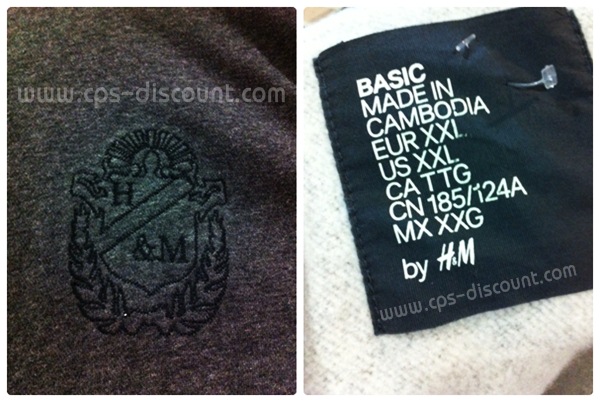 www.cps-discount.com
H
&M
BASIC
MADE IN
CAMBODIA
EUR XXL
US XXL
CA TTG
CN 185/124A
MX XXG
by H&M
www.cps-discount.com